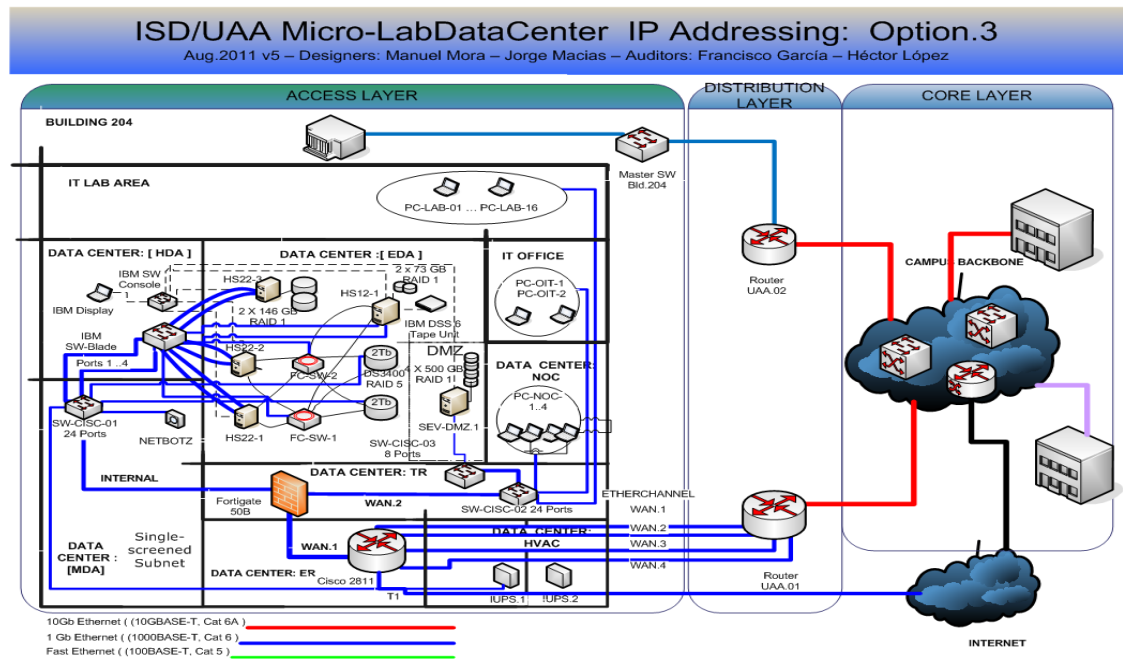 ISD/UAA Micro-LabDataCenter IP Addressing: Option.3
Aug.2011 v5 – Designers: Manuel Mora – Jorge Macias – Auditors: Francisco García – Héctor López
ACCESS LAYER
DISTRIBUTION
LAYER
CORE LAYER
BUILDING 204
Master SW
Bld.204
IT LAB AREA
PC-LAB-01 ... PC-LAB-16
DATA CENTER: [ HDA ]
DATA CENTER :[ EDA ]
IT OFFICE
IBM SW
Console
IBM Display
HS22-3
2 X 146 GB
RAID 1
2 x 73 GB
RAID 1
HS12-1
IBM DSS 6
Tape Unit
PC-OIT-1
PC-OIT-2
Router
UAA.02
CAMPUS BACKBONE
IBM
SW-Blade
Ports 1 ..4
HS22-2
FC-SW-2
2Tb
DS3400
RAID 5
2Tb
DMZ
4 X 500 GB
RAID 1
SEV-DMZ.1
DATA CENTER:
NOC
PC-NOC-
1..4
SW-CISC-01
24 Ports
NETBOTZ
HS22-1
FC-SW-1
SW-CISC-03
8 Ports
INTERNAL
DATA CENTER: TR
Fortigate
50B
WAN.2
SW-CISC-02 24 Ports
ETHERCHANNEL
WAN.1
WAN.2
WAN.3
WAN.4
DATA
CENTER :
[MDA]
Single-
screened
Subnet
WAN.1
DATA CENTER: ER
Cisco 2811
T1
DATA CENTER:
HVAC
!UPS.1
!UPS.2
Router
UAA.01
INTERNET
10Gb Ethernet ( (10GBASE-T, Cat 6A )
1 Gb Ethernet ( (1000BASE-T, Cat 6 )
Fast Ethernet ( (100BASE-T, Cat 5 )